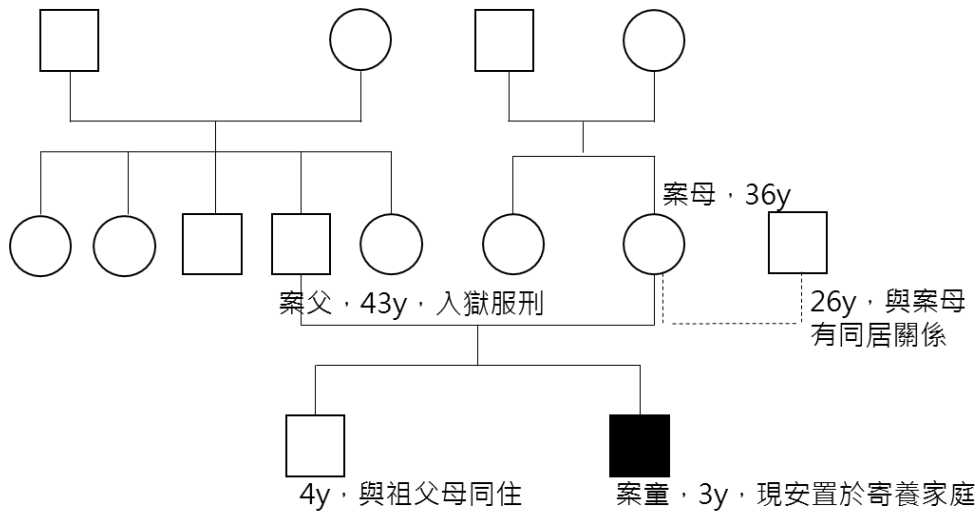 案母，36y
案父，43y，入獄服刑
26y，與案母
有同居關係
4y，與祖父母同住
案童，3y，現安置於寄養家庭